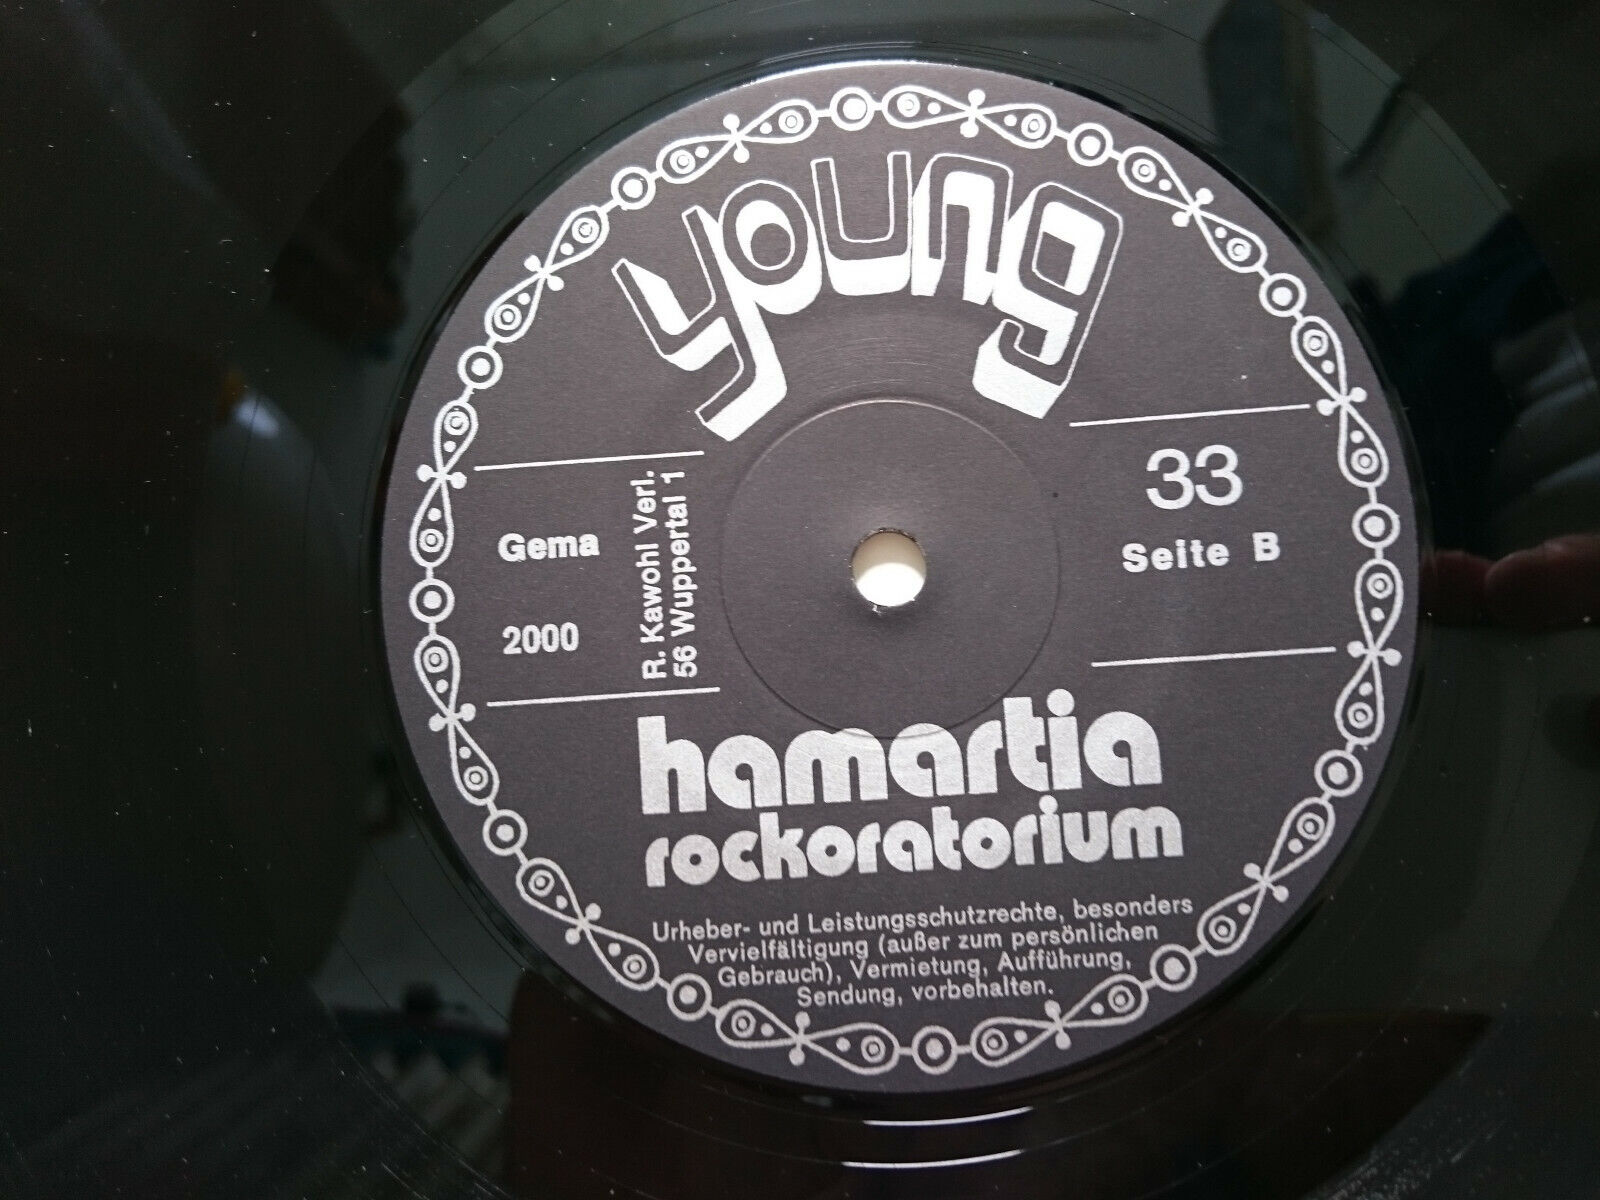 young
33
Seite B
Gema
2000
R. Kawohl Verl.
56 Wuppertal 1
hamartia
rockoratorium
Urheber- und Leistungsschutzrechte, besonders
Vervielfältigung (außer zum persönlichen
Gebrauch), Vermietung, Aufführung,
Sendung, vorbehalten.